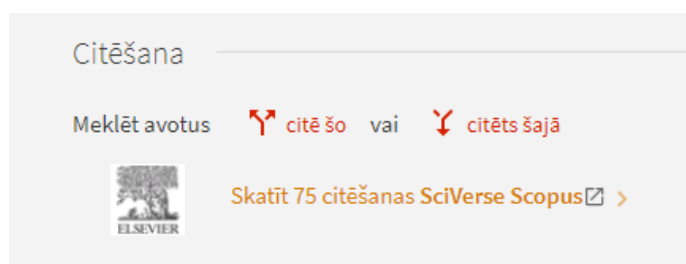 Citēšana
Meklēt avotus citē šo vai citēts šajā
Skatīt 75 citēšanas SciVerse Scopus
ELSEVIER